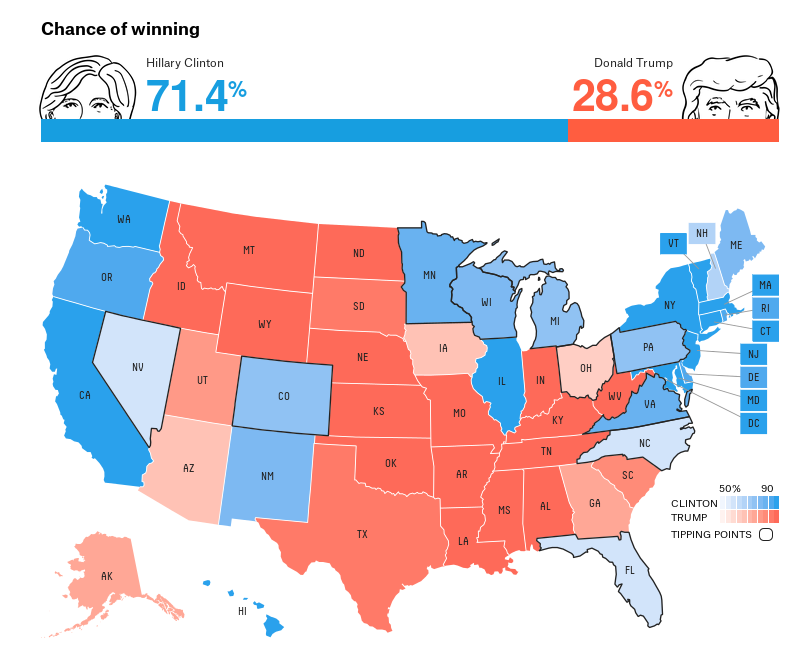 Chance of winning
Hillary Clinton
Donald Trump
71.4%
28.6%
WA
MT
ND
MN
VT
NH
ME
OR
ID
SD
WI
MI
NY
MA
RI
CT
WY
NV
UT
CO
NE
IA
IL
IN
OH
PA
NJ
DE
MD
DC
CA
KS
MO
KY
WV
VA
AZ
NM
OK
AR
TN
NC
SC
TX
LA
MS
AL
GA
FL
AK
HI
50% 90
CLINTON
TRUMP
TIPPING POINTS